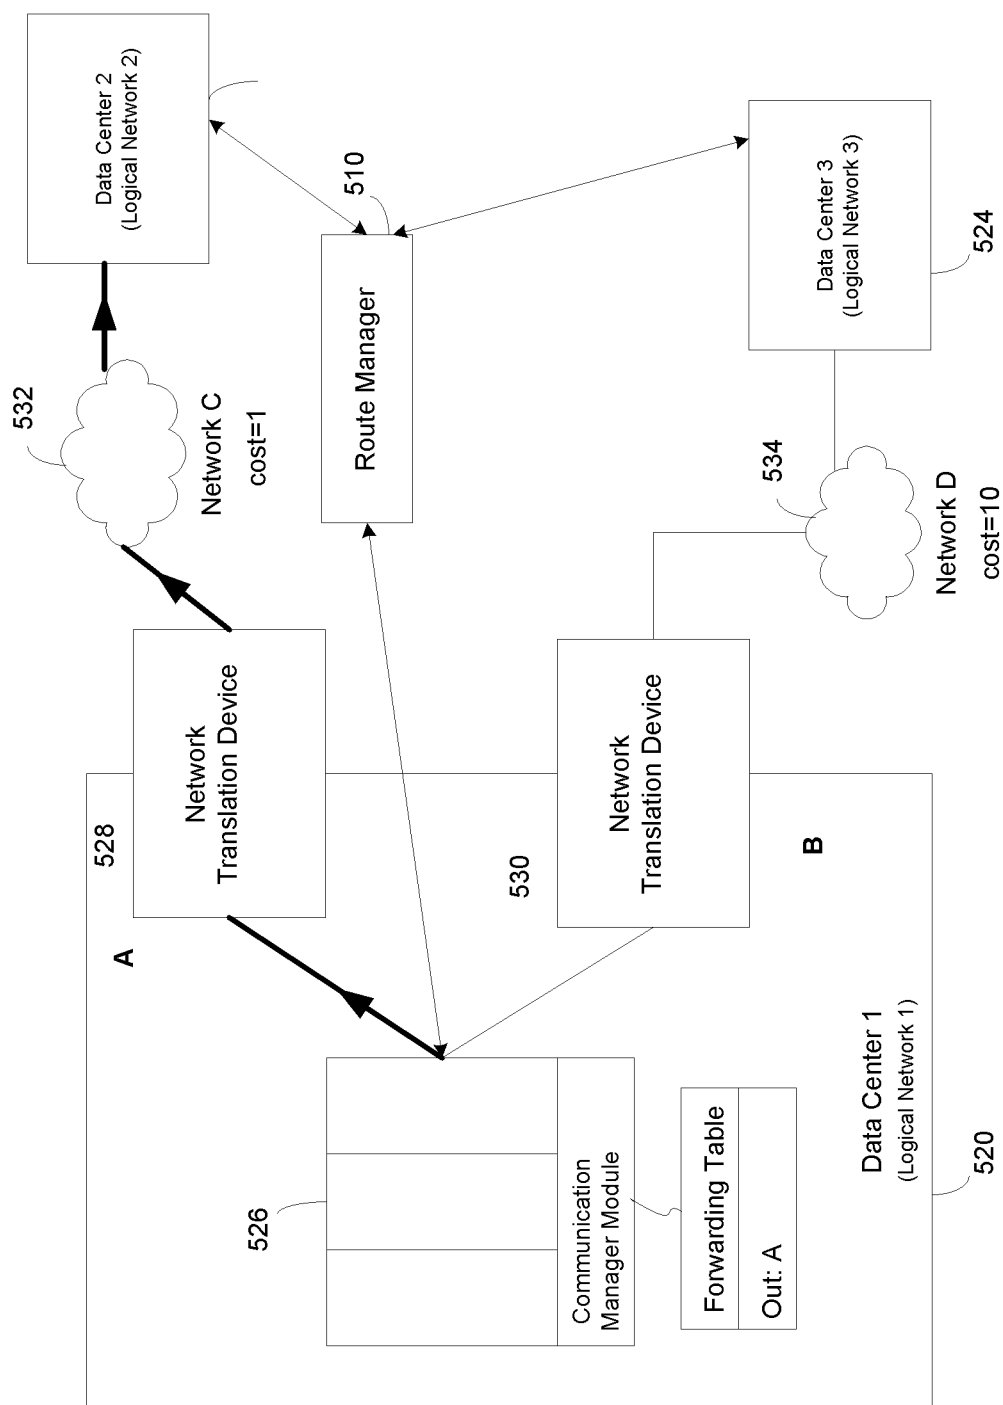 Data Center 2
(Logical Network 2)
532
Network C
cost=1
510
Route Manager
Data Center 3
(Logical Network 3)
524
534
Network D
cost=10
528
Network
Translation Device
A
530
Network
Translation Device
B
526
Communication
Manager Module
Forwarding Table
Out: A
Data Center 1
(Logical Network 1)
520